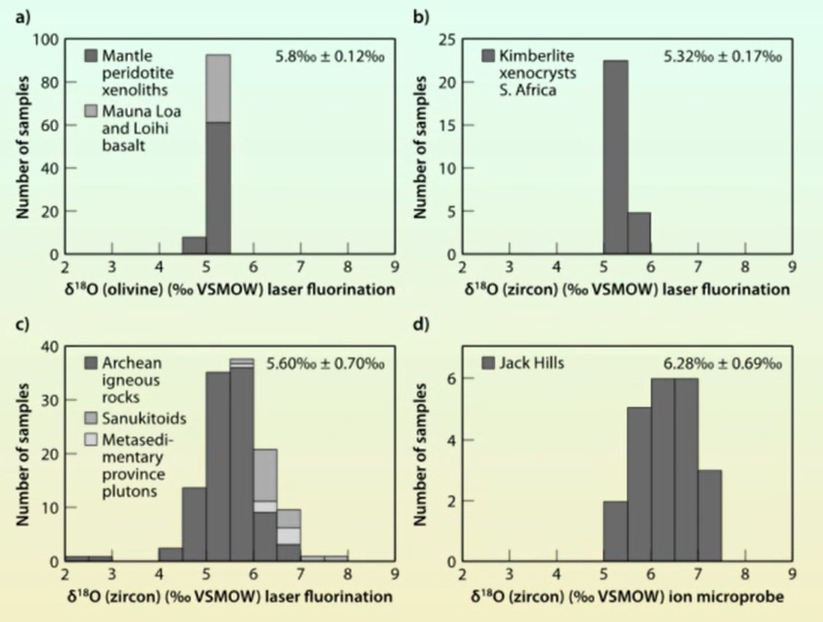 a)
100
80
60
40
20
0
Number of samples
Mantle
peridotite
xenoliths
Mauna Loa
and Loihi
basalt
5.8‰ ± 0.12‰
2 3 4 5 6 7 8 9
δ¹⁸O (olivine) (‰ VSMOW) laser fluorination
b)
25
20
15
10
5
0
Number of samples
Kimberlite
xenocrysts
S. Africa
5.32‰ ± 0.17‰
2 3 4 5 6 7 8 9
δ¹⁸O (zircon) (‰ VSMOW) laser fluorination
c)
40
30
20
10
0
Number of samples
Archean
igneous
rocks
Sanukitoids
Metasedi-
mentary
province
plutons
5.60‰ ± 0.70‰
2 3 4 5 6 7 8 9
δ¹⁸O (zircon) (‰ VSMOW) laser fluorination
d)
6
4
2
0
Number of samples
Jack Hills
6.28‰ ± 0.69‰
2 3 4 5 6 7 8 9
δ¹⁸O (zircon) (‰ VSMOW) ion microprobe